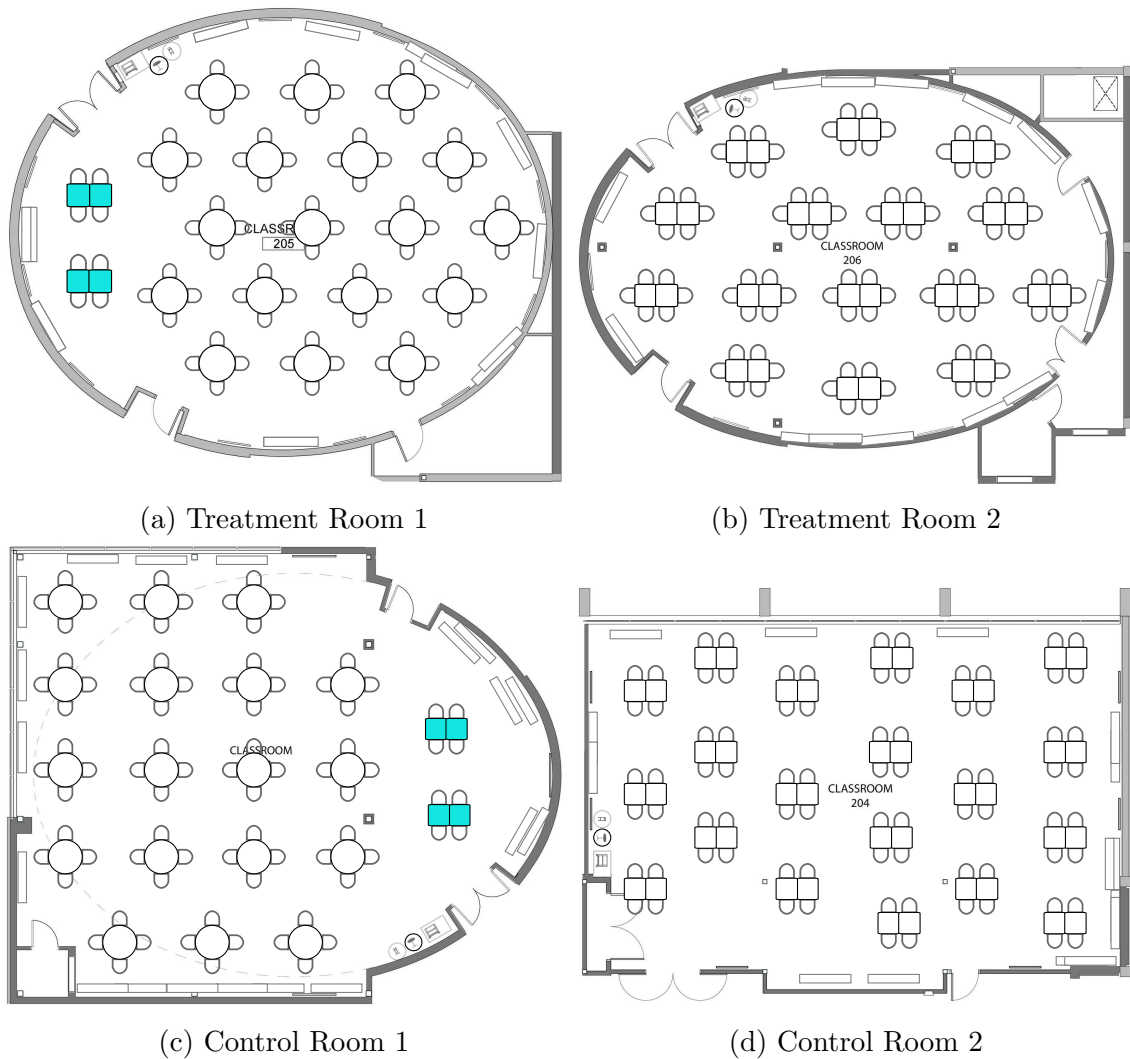 CLASSR
205
CLASSROOM
206
(a) Treatment Room 1
(b) Treatment Room 2
CLASSROOM
CLASSROOM
204
(c) Control Room 1
(d) Control Room 2